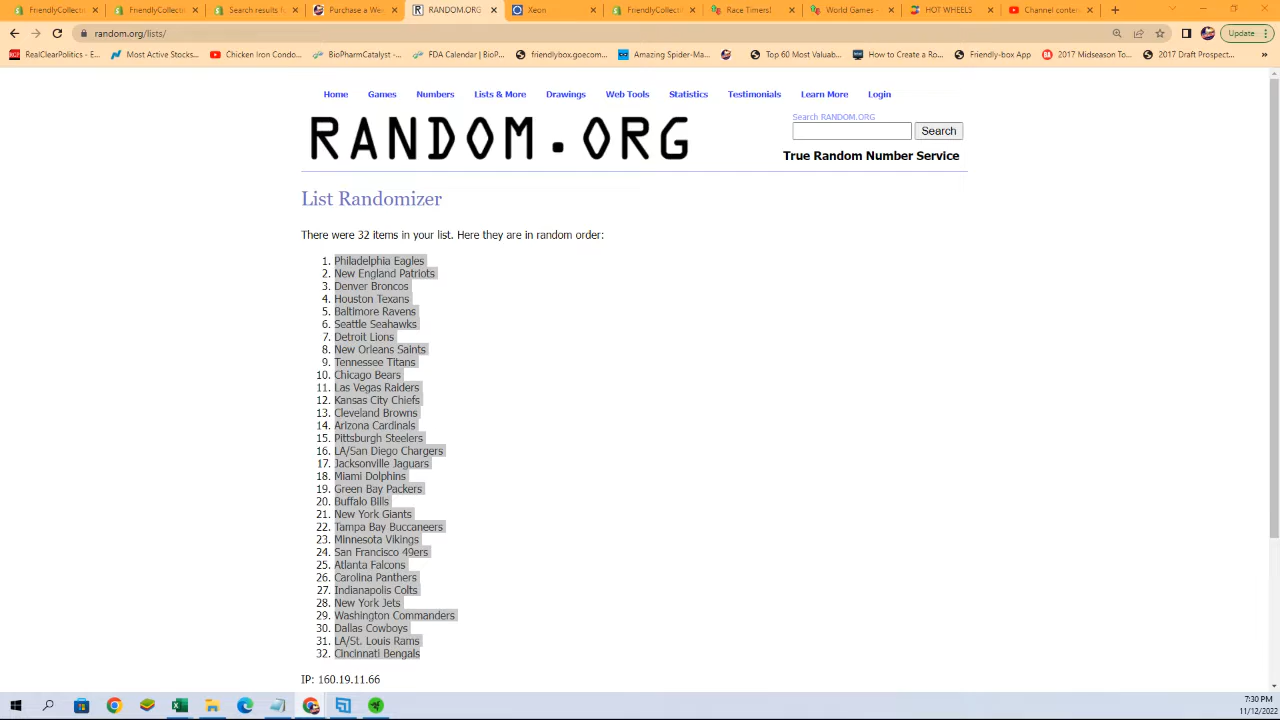 FriendlyCollecti
FriendlyCollecti
Search results f
Purchase a We
RANDOM.ORG
Xeon
FriendlyCollecti
Race Timers!
World Games -
HOT WHEELS
Channel conten
random.org/lists/
Update
RealClearPolitics - E...
Most Active Stocks...
Chicken Iron Condo...
BioPharmCatalyst -...
FDA Calendar | BioP...
friendlybox.goecom...
Amazing Spider-Ma...
Top 60 Most Valuab...
How to Create a Ro...
Friendly-box App
2017 Midseason To...
2017 Draft Prospect...
»
Home Games Numbers Lists & More Drawings Web Tools Statistics Testimonials Learn More Login
RANDOM.ORG
Search RANDOM.ORG
Search
True Random Number Service
List Randomizer
There were 32 items in your list. Here they are in random order:
1. Philadelphia Eagles
2. New England Patriots
3. Denver Broncos
4. Houston Texans
5. Baltimore Ravens
6. Seattle Seahawks
7. Detroit Lions
8. New Orleans Saints
9. Tennessee Titans
10. Chicago Bears
11. Las Vegas Raiders
12. Kansas City Chiefs
13. Cleveland Browns
14. Arizona Cardinals
15. Pittsburgh Steelers
16. LA/San Diego Chargers
17. Jacksonville Jaguars
18. Miami Dolphins
19. Green Bay Packers
20. Buffalo Bills
21. New York Giants
22. Tampa Bay Buccaneers
23. Minnesota Vikings
24. San Francisco 49ers
25. Atlanta Falcons
26. Carolina Panthers
27. Indianapolis Colts
28. New York Jets
29. Washington Commanders
30. Dallas Cowboys
31. LA/St. Louis Rams
32. Cincinnati Bengals
IP: 160.19.11.66
7:30 PM
11/12/2022